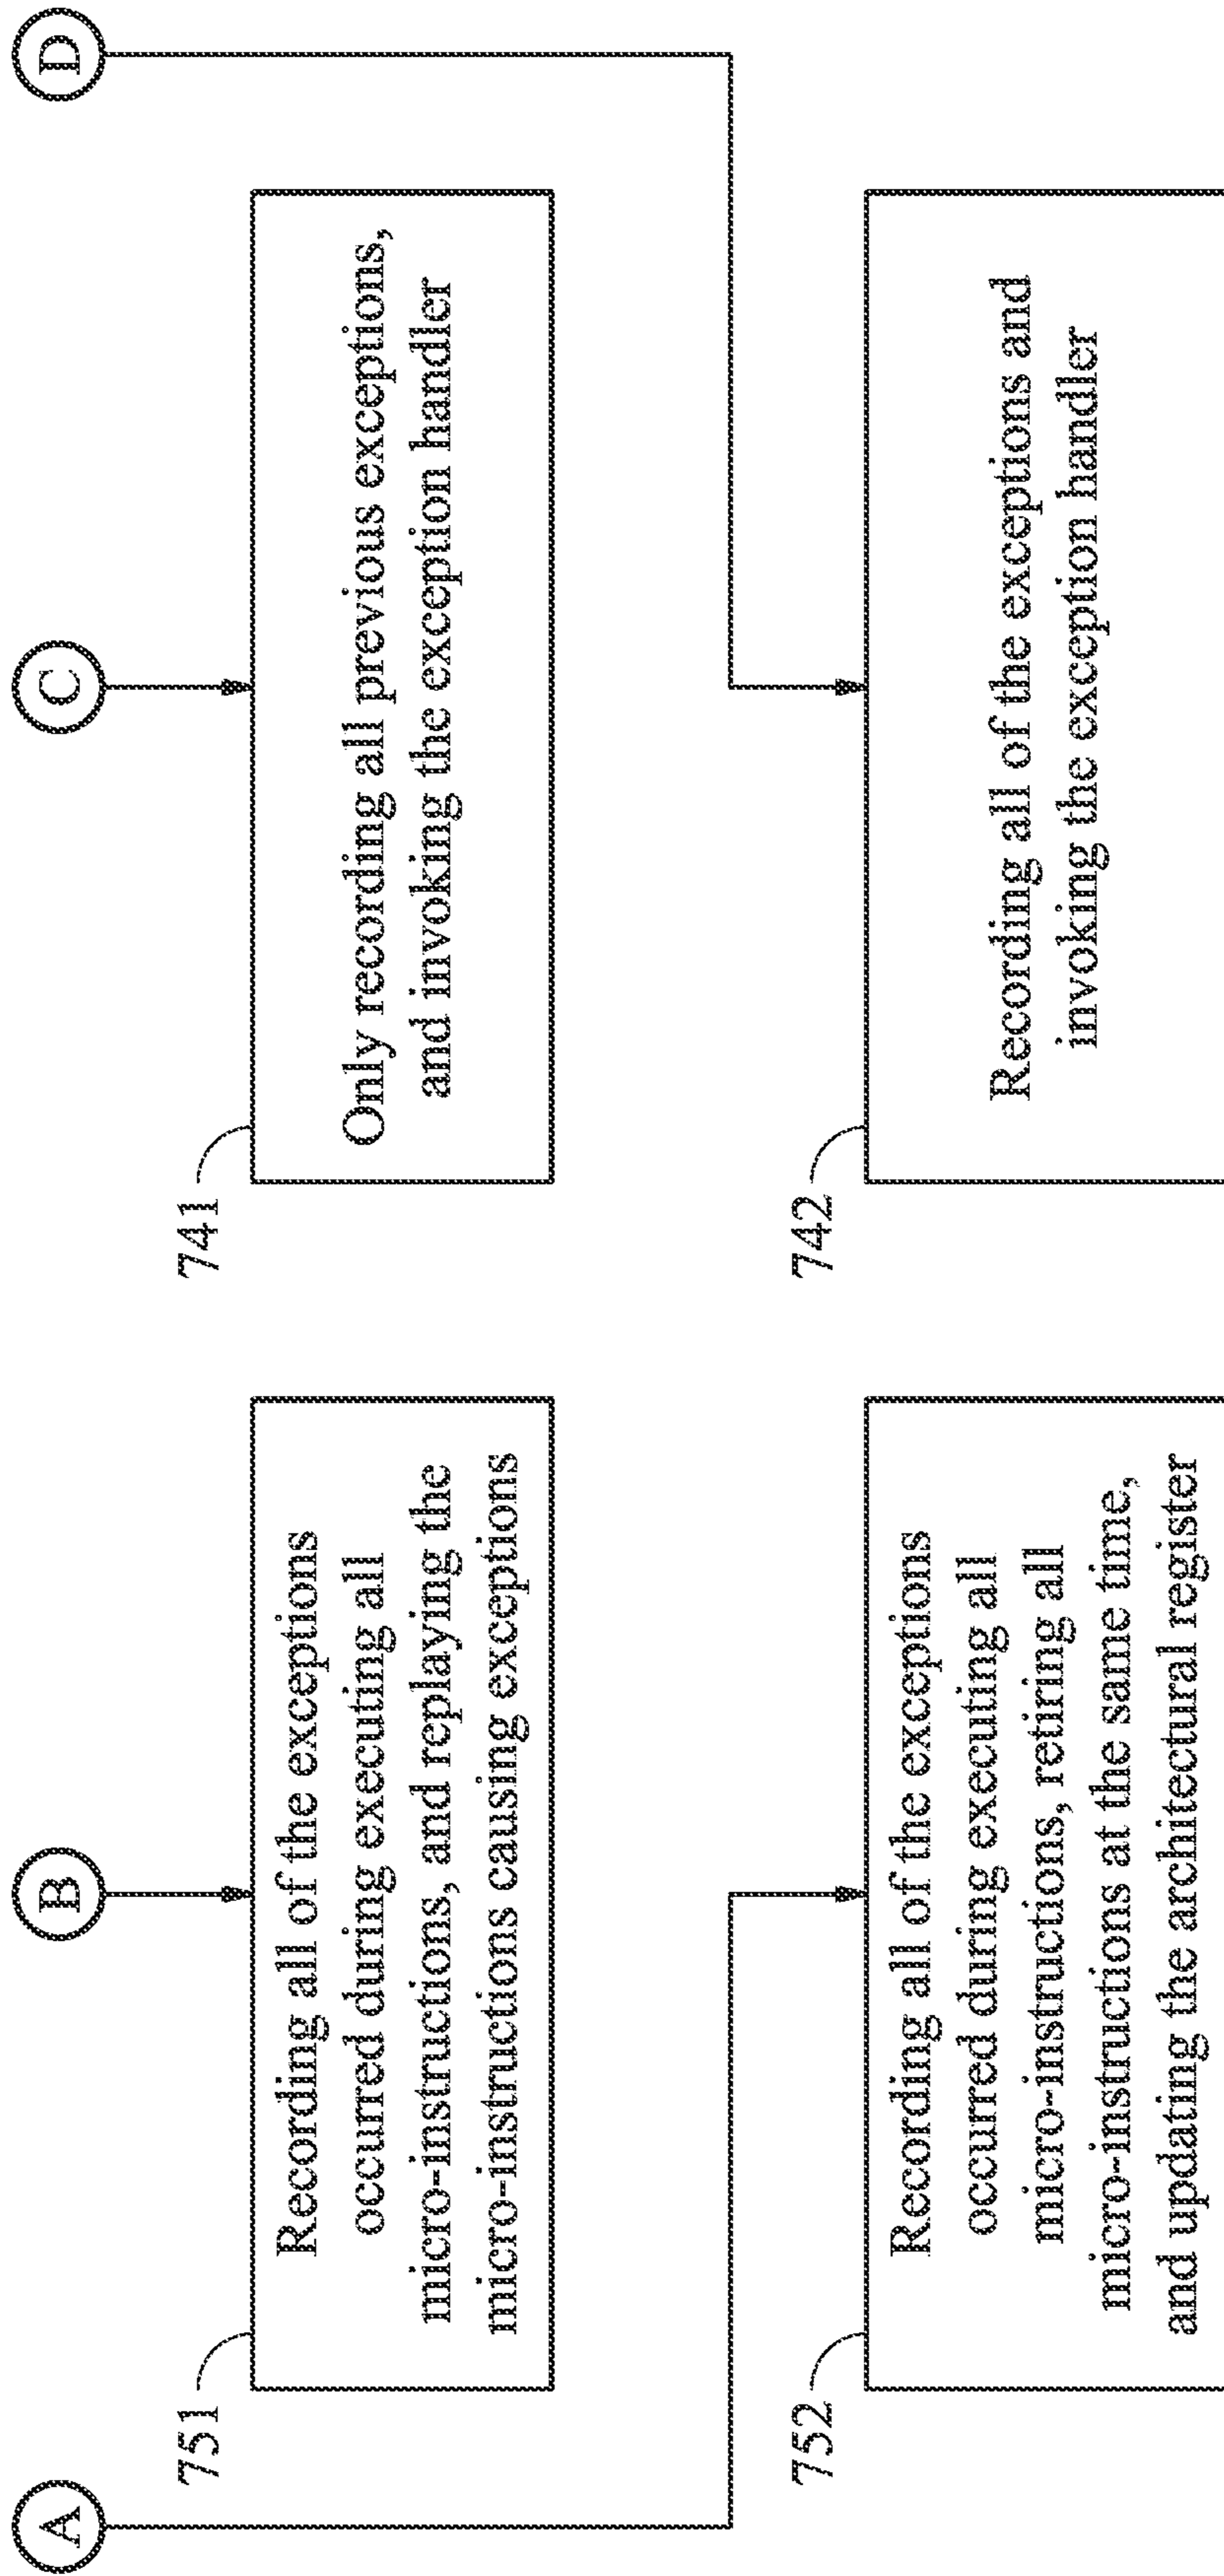 A
B
C
D
751
Recording all of the exceptions
occurred during executing all
micro-instructions, and replaying the
micro-instructions causing exceptions
741
Only recording all previous exceptions,
and invoking the exception handler
752
Recording all of the exceptions
occurred during executing all
micro-instructions, retiring all
micro-instructions at the same time,
and updating the architectural register
742
Recording all of the exceptions and
invoking the exception handler